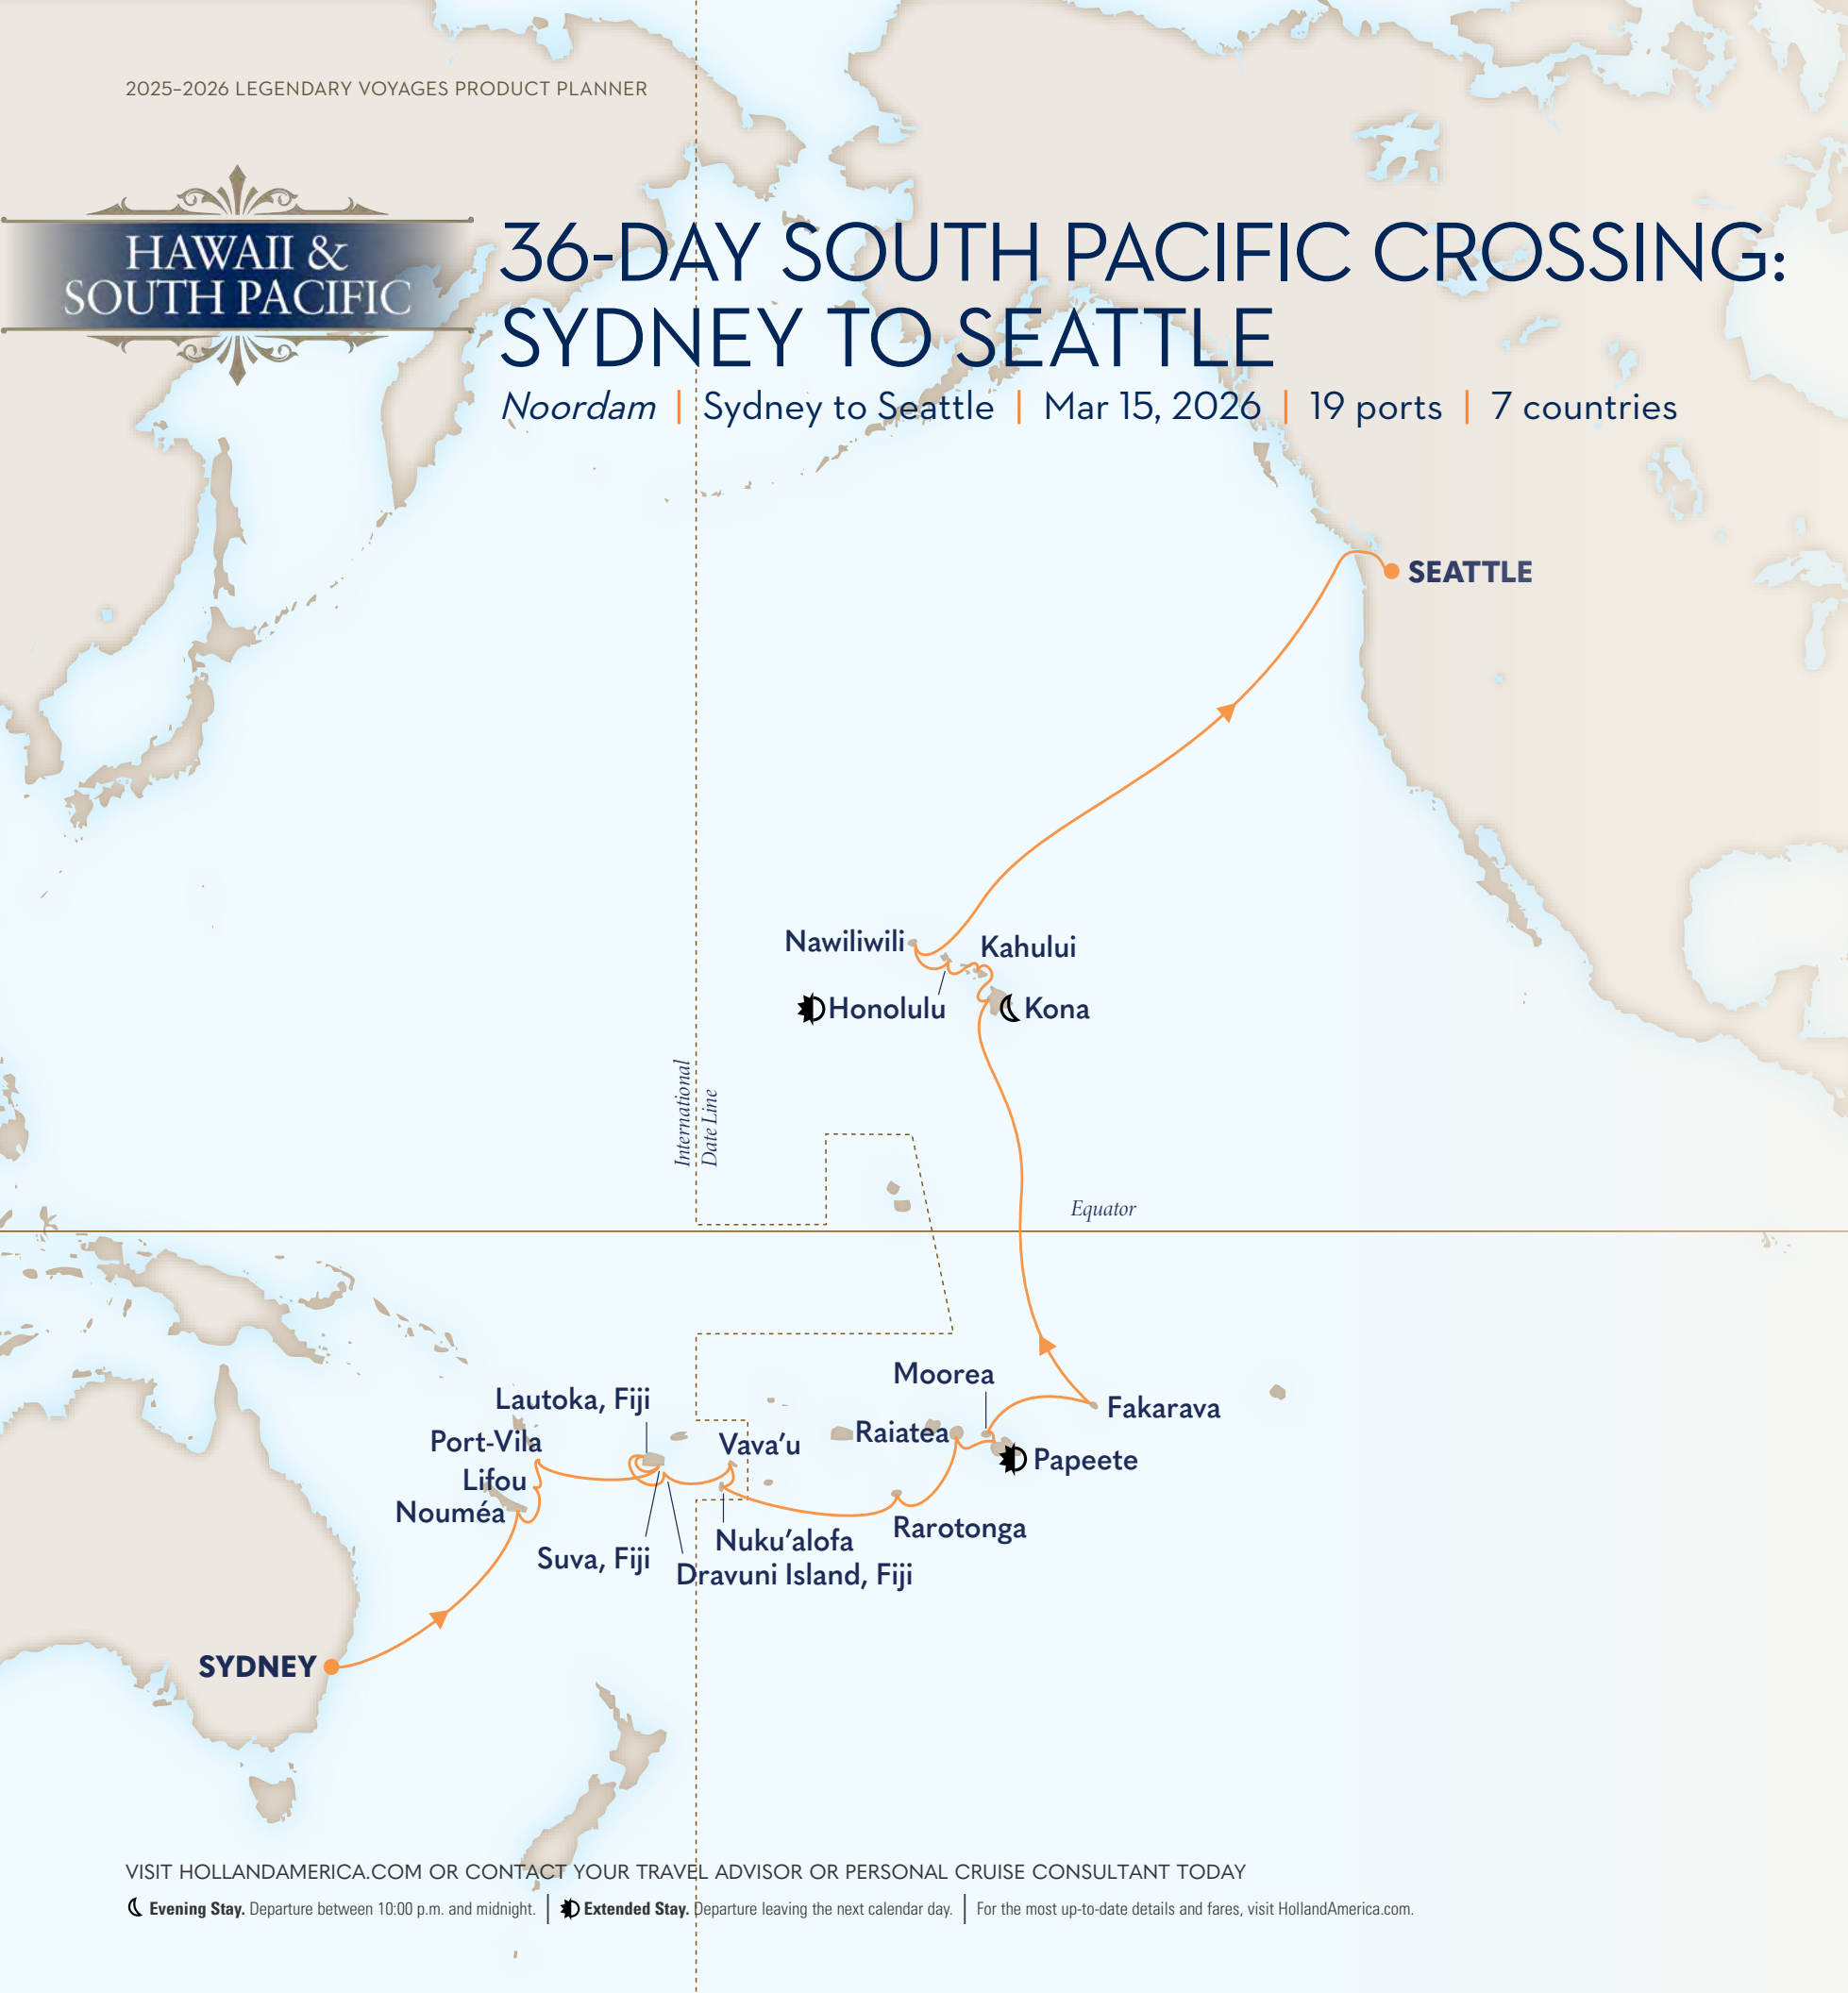 2025–2026 LEGENDARY VOYAGES PRODUCT PLANNER
HAWAII &
SOUTH PACIFIC
36-DAY SOUTH PACIFIC CROSSING:
SYDNEY TO SEATTLE
Noordam | Sydney to Seattle | Mar 15, 2026 | 19 ports | 7 countries
SEATTLE
Nawiliwili
Kahului
Honolulu
Kona
International
Date Line
Equator
Moorea
Lautoka, Fiji
Fakarava
Raiatea
Port-Vila
Vava'u
Papeete
Lifou
Nouméa
Rarotonga
Nuku'alofa
Suva, Fiji
Dravuni Island, Fiji
SYDNEY
VISIT HOLLANDAMERICA.COM OR CONTACT YOUR TRAVEL ADVISOR OR PERSONAL CRUISE CONSULTANT TODAY
Evening Stay. Departure between 10:00 p.m. and midnight. | Extended Stay. Departure leaving the next calendar day. | For the most up-to-date details and fares, visit HollandAmerica.com.